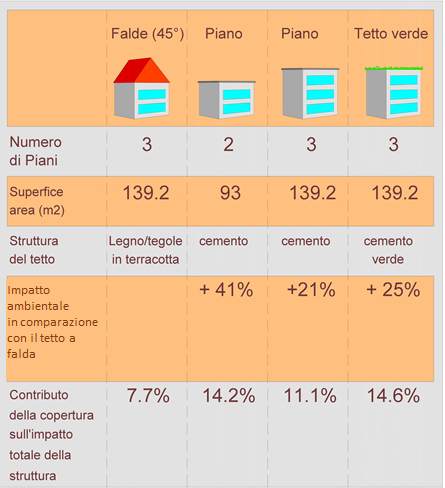 Falde (45°) Piano Piano Tetto verde
Numero
di Piani
3 2 3 3
Superfice
area (m2)
139.2 93 139.2 139.2
Struttura
del tetto
Legno/tegole
in terracotta
cemento
cemento
cemento
verde
Impatto
ambientale
in comparazione
con il tetto a
falda
+ 41% +21% + 25%
Contributo
della copertura
sull'impatto
totale della
struttura
7.7% 14.2% 11.1% 14.6%